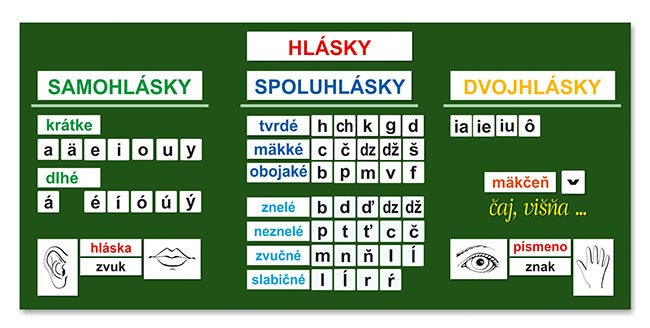 HLÁSKY
SAMOHLÁSKY
krátke
a ä e i o u y
dlhé
á é í ó ú ý
hláska
zvuk
SPOLUHLÁSKY
tvrdé h ch k g d
mäkké c č dz dž š
obojaké b p m v f
znelé b d ď dz dž
neznelé p t ť c č
zvučné m n ň l ĺ
slabičné l ĺ r ŕ
DVOJHLÁSKY
ia ie iu ô
mäkčeň ˇ
čaj, višňa ...
písmeno
znak